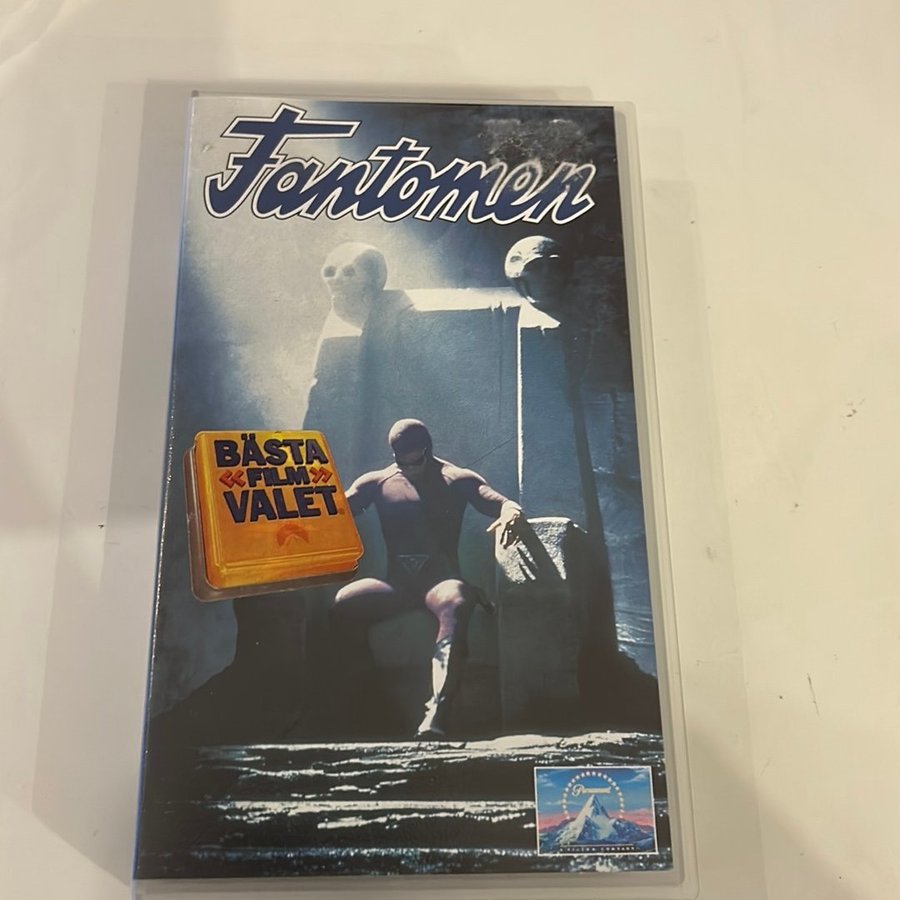 Fantomen
BÄSTA
«FILM»
VALET
Paramount
A VIACOM COMPANY